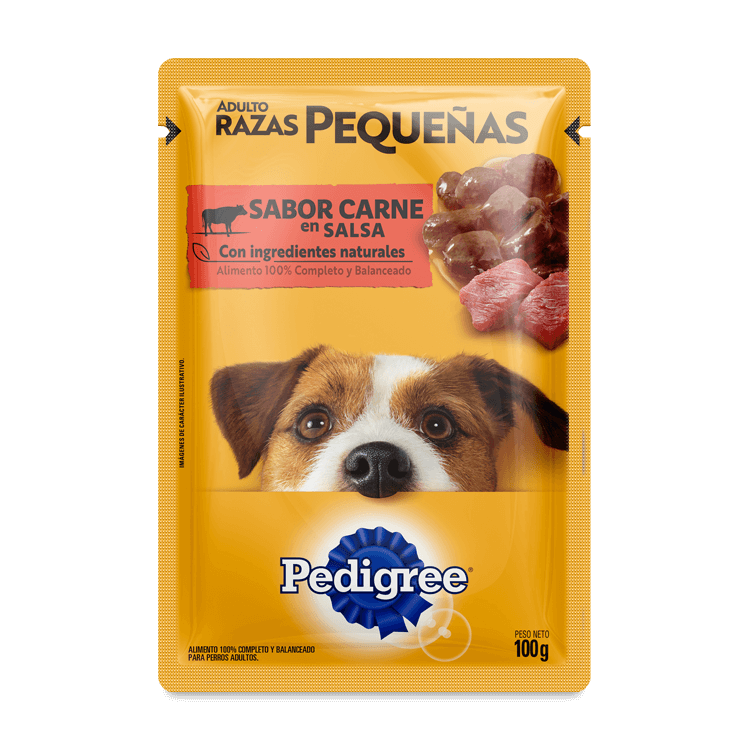 ADULTO
RAZAS PEQUEÑAS
SABOR CARNE
en SALSA
Con ingredientes naturales
Alimento 100% Completo y Balanceado
IMÁGENES DE CARÁCTER ILUSTRATIVO.
Pedigree®
PESO NETO
100g
ALIMENTO 100% COMPLETO Y BALANCEADO
PARA PERROS ADULTOS.